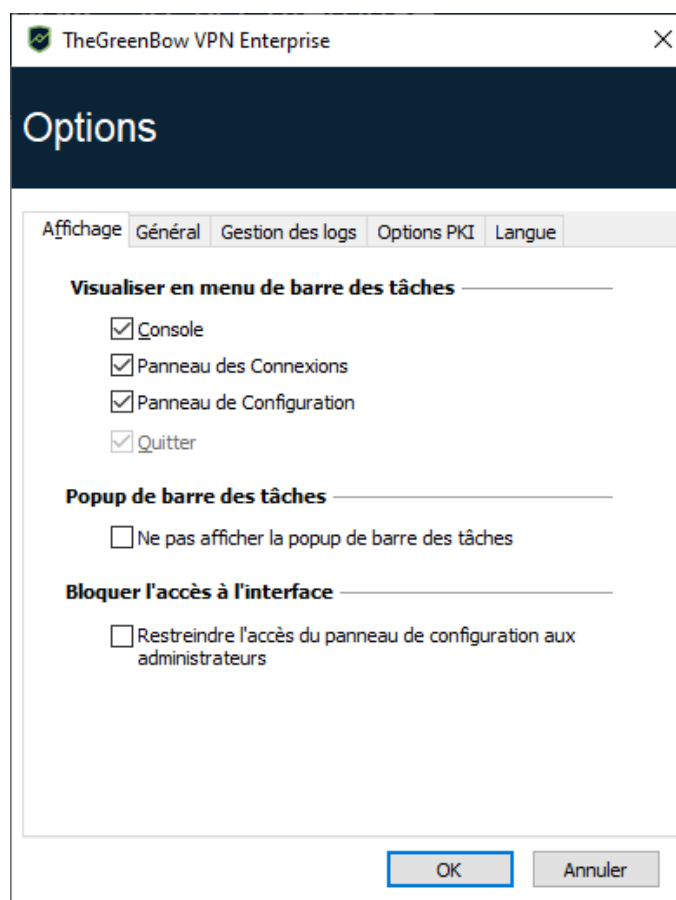 TheGreenBow VPN Enterprise
Options
Affichage Général Gestion des logs Options PKI Langue
Visualiser en menu de barre des tâches
Console
Panneau des Connexions
Panneau de Configuration
Quitter
Popup de barre des tâches
Ne pas afficher la popup de barre des tâches
Bloquer l'accès à l'interface
Restreindre l'accès du panneau de configuration aux
administrateurs
OK Annuler